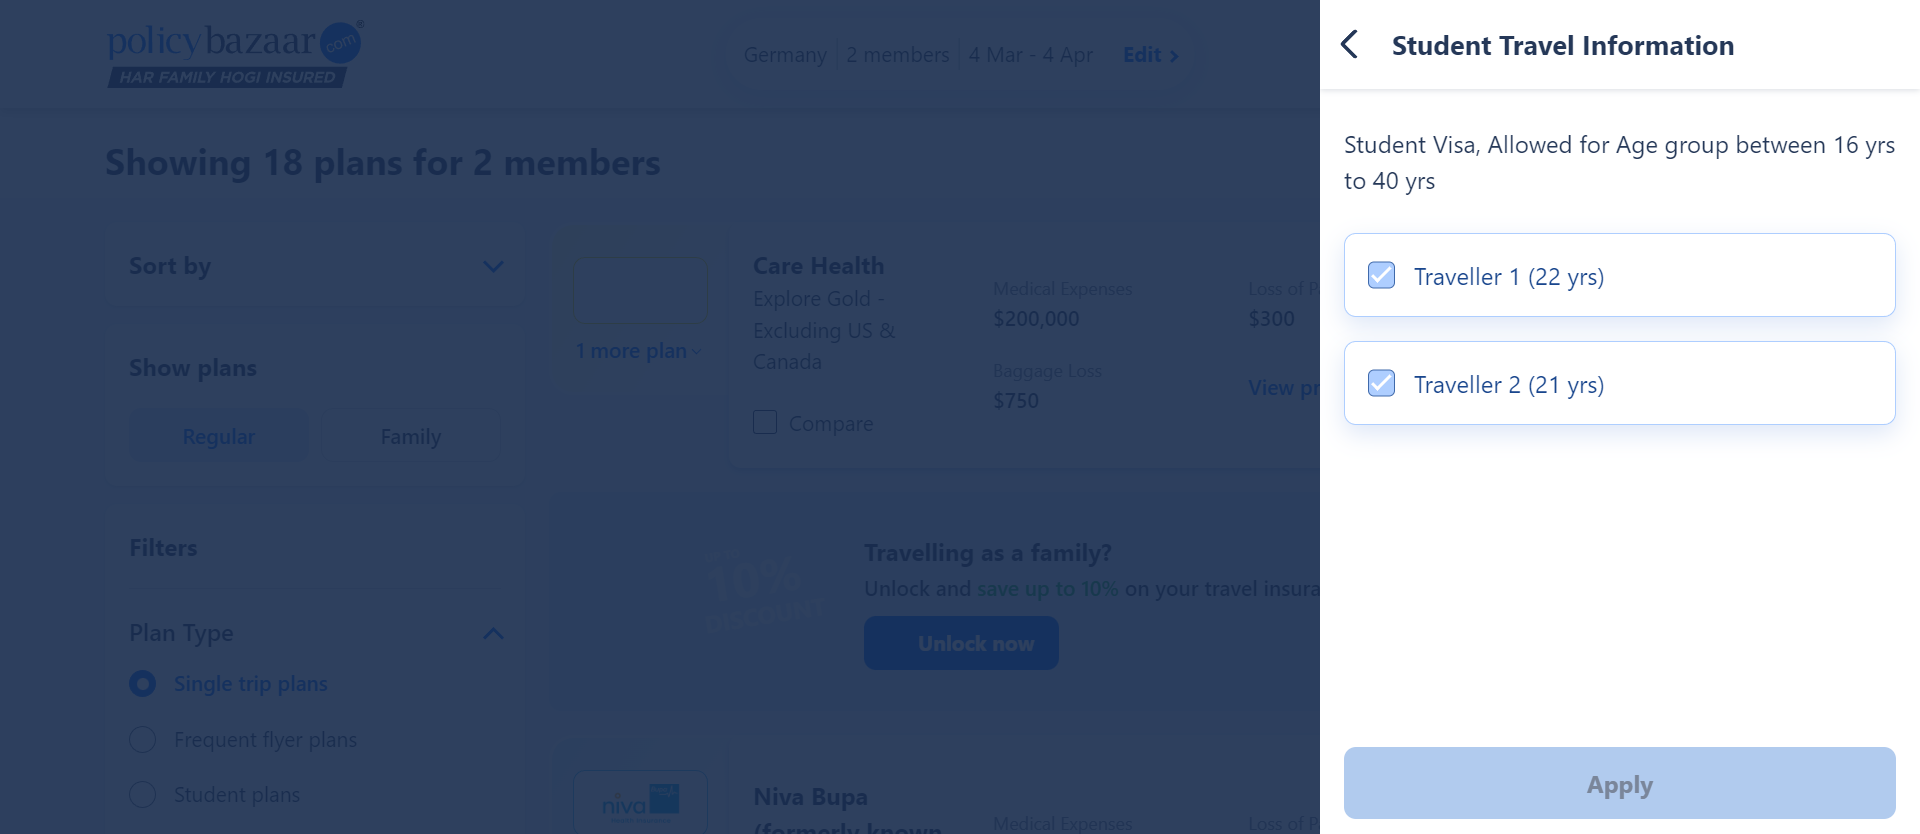 policybazaar.com®
HAR FAMILY HOGI INSURED
Germany 2 members 4 Mar - 4 Apr Edit
Student Travel Information
Showing 18 plans for 2 members
Student Visa, Allowed for Age group between 16 yrs
to 40 yrs
Traveller 1 (22 yrs)
Traveller 2 (21 yrs)
Apply
Sort by
Show plans
Regular Family
Filters
Plan Type
Single trip plans
Frequent flyer plans
Student plans
1 more plan
Care Health
Explore Gold -
Excluding US &
Canada
Compare
Medical Expenses
$200,000
Loss of
$300
Baggage Loss
$750
View
10%
DISCOUNT
Travelling as a family?
Unlock and save up to 10% on your travel
Unlock now
niva
Niva Bupa
(formerly known
Medical Expenses
Loss of